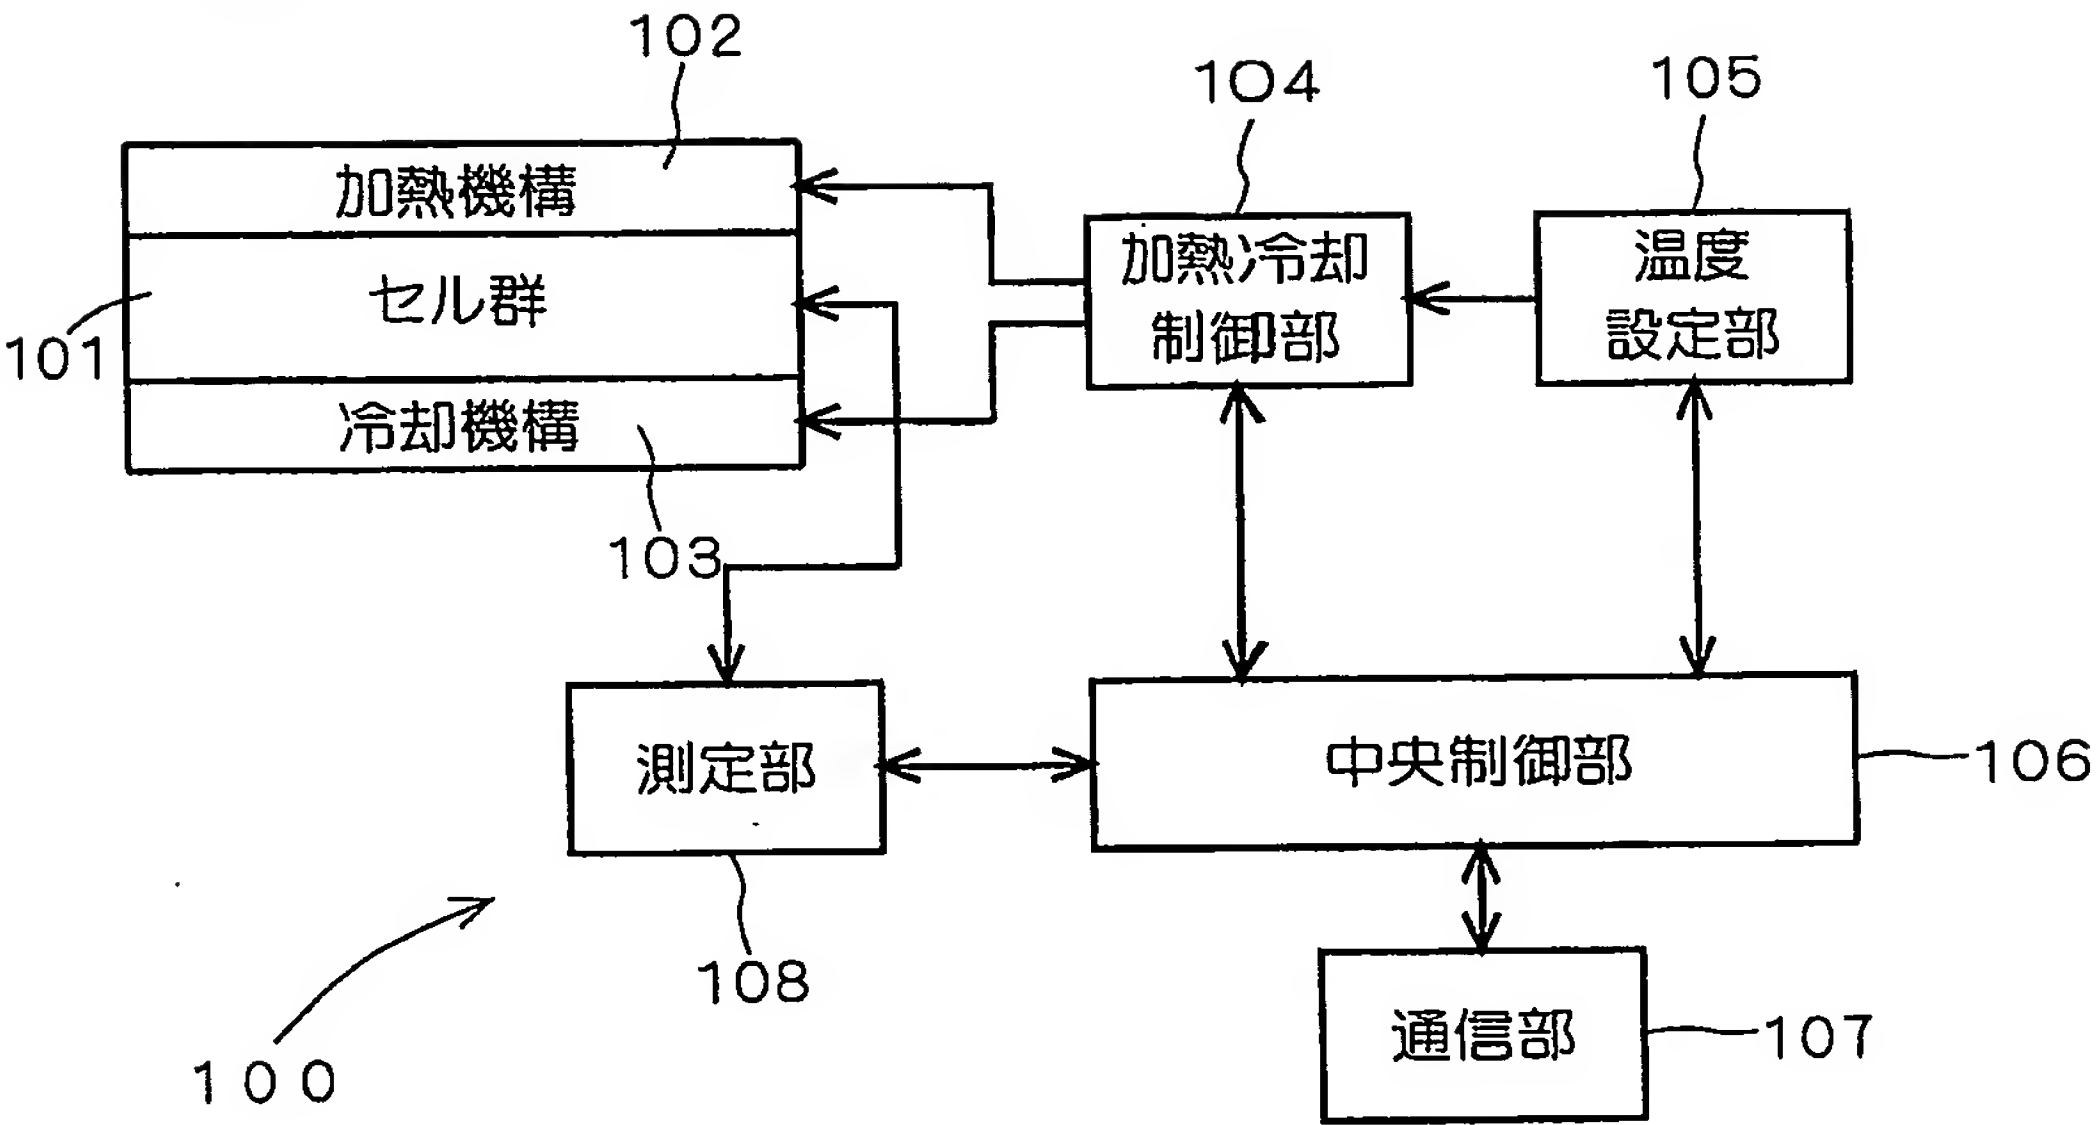 102
104
105
加熱機構
セル群
冷却機構
加熱冷却
制御部
温度
設定部
101
103
測定部
中央制御部
106
108
通信部
107
100